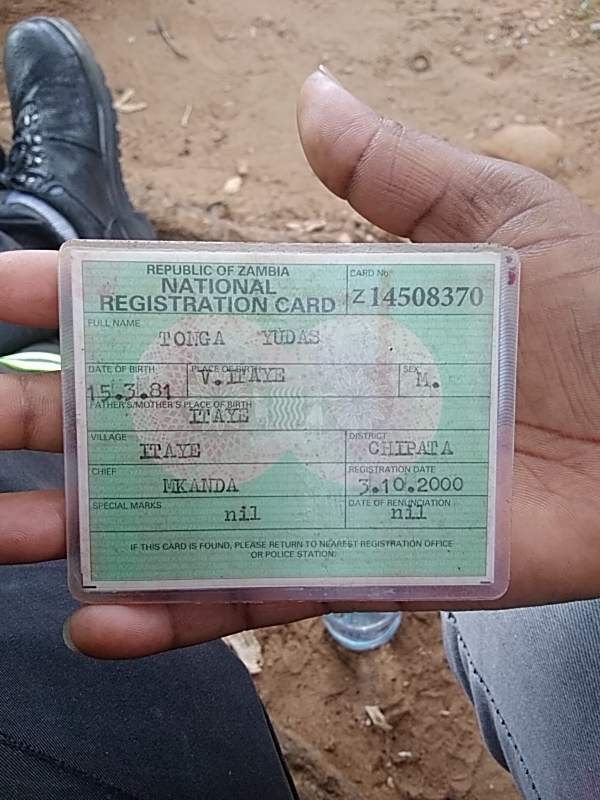 REPUBLIC OF ZAMBIA
NATIONAL
REGISTRATION CARD
CARD No.
Z 14508370
FULL NAME
TONGA YUDAS
DATE OF BIRTH
15.3.81
PLACE OF BIRTH
V. ITAYE
SEX
M.
FATHER'S/MOTHER'S PLACE OF BIRTH
ITAYE
VILLAGE
ITAYE
DISTRICT
CHIPATA
CHIEF
MKANDA
REGISTRATION DATE
3.10.2000
SPECIAL MARKS
nil
DATE OF RENUNCIATION
nil
IF THIS CARD IS FOUND, PLEASE RETURN TO NEAREST REGISTRATION OFFICE
OR POLICE STATION.